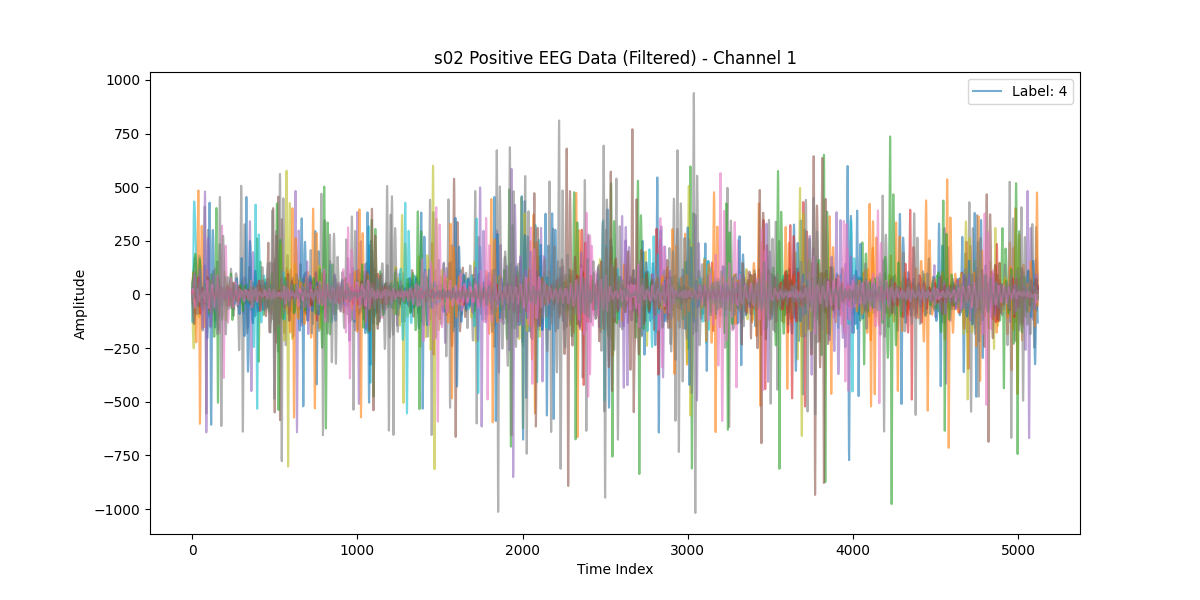 s02 Positive EEG Data (Filtered) - Channel 1
Label: 4
1000
750
500
250
0
−250
−500
−750
−1000
Amplitude
0 1000 2000 3000 4000 5000
Time Index